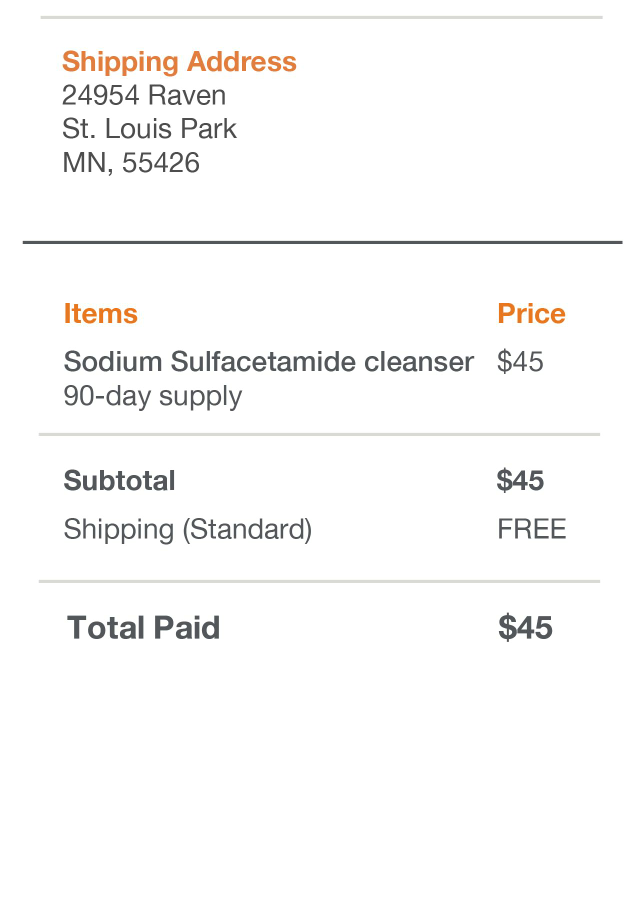 Shipping Address
24954 Raven
St. Louis Park
MN, 55426
Items Price
Sodium Sulfacetamide cleanser $45
90-day supply
Subtotal $45
Shipping (Standard) FREE
Total Paid $45